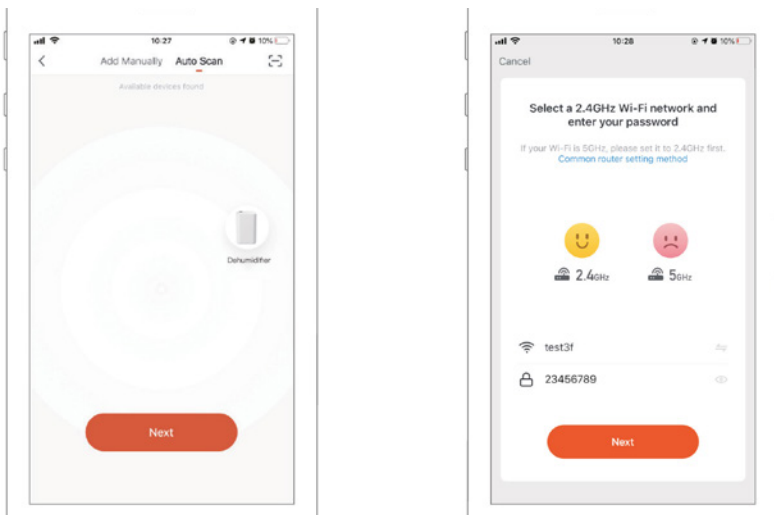 10:27
10%
Add Manually Auto Scan
Available devices found
Dehumidifier
Next
10:28
10%
Cancel
Select a 2.4GHz Wi-Fi network and
enter your password
If your Wi-Fi is 5GHz, please set it to 2.4GHz first.
Common router setting method
2.4GHz
5GHz
test3f
23456789
Next